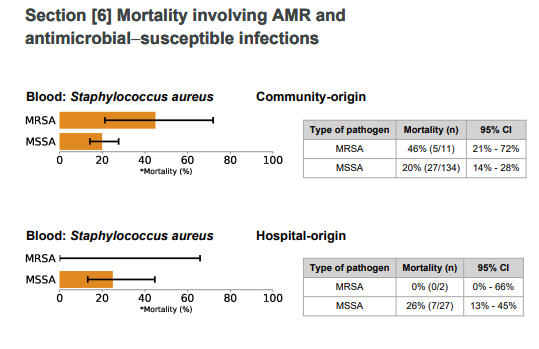 Section [6] Mortality involving AMR and
antimicrobial–susceptible infections
Blood: Staphylococcus aureus
Community-origin
MRSA
MSSA
0 20 40 60 80 100
*Mortality (%)
Type of pathogen Mortality (n) 95% CI
MRSA 46% (5/11) 21% - 72%
MSSA 20% (27/134) 14% - 28%
Blood: Staphylococcus aureus
Hospital-origin
MRSA
MSSA
0 20 40 60 80 100
*Mortality (%)
Type of pathogen Mortality (n) 95% CI
MRSA 0% (0/2) 0% - 66%
MSSA 26% (7/27) 13% - 45%